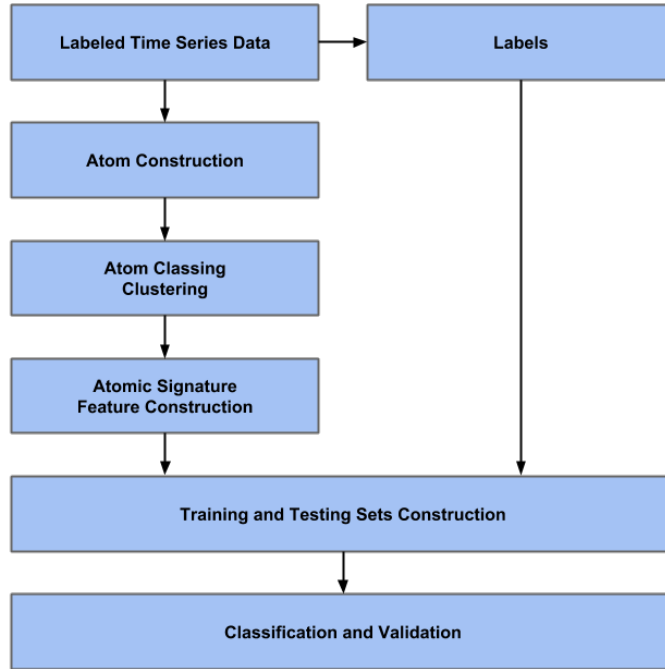 Labeled Time Series Data
Labels
Atom Construction
Atom Classing
Clustering
Atomic Signature
Feature Construction
Training and Testing Sets Construction
Classification and Validation